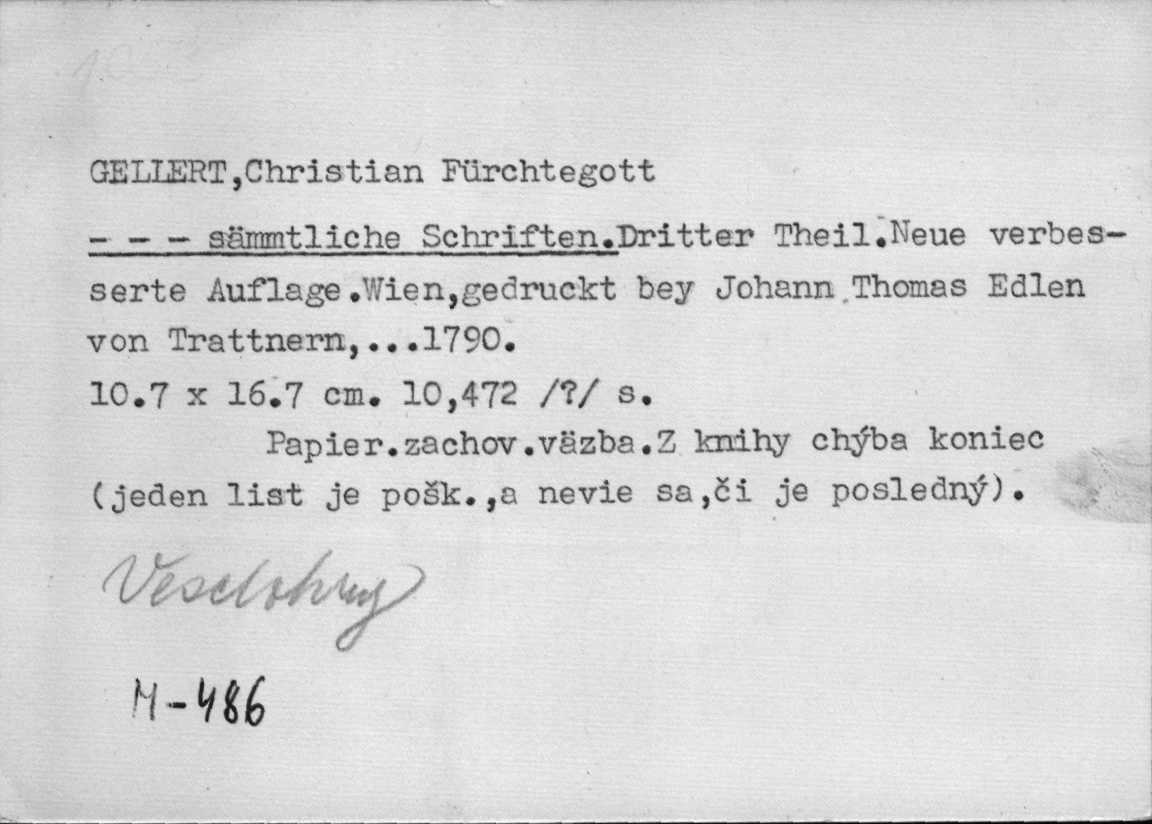 GELLERT,Christian Fürchtegott
- - - sämmtliche Schriften.Dritter Theil.Neue verbes-
serte Auflage.Wien,gedruckt bey Johann Thomas Edlen
von Trattnern,...1790.
10.7 x 16.7 cm. 10,472 /?/ s.
Papier.zachov.väzba.Z knihy chýba koniec
(jeden list je pošk.,a nevie sa,či je posledný).
Veselohry
M-486